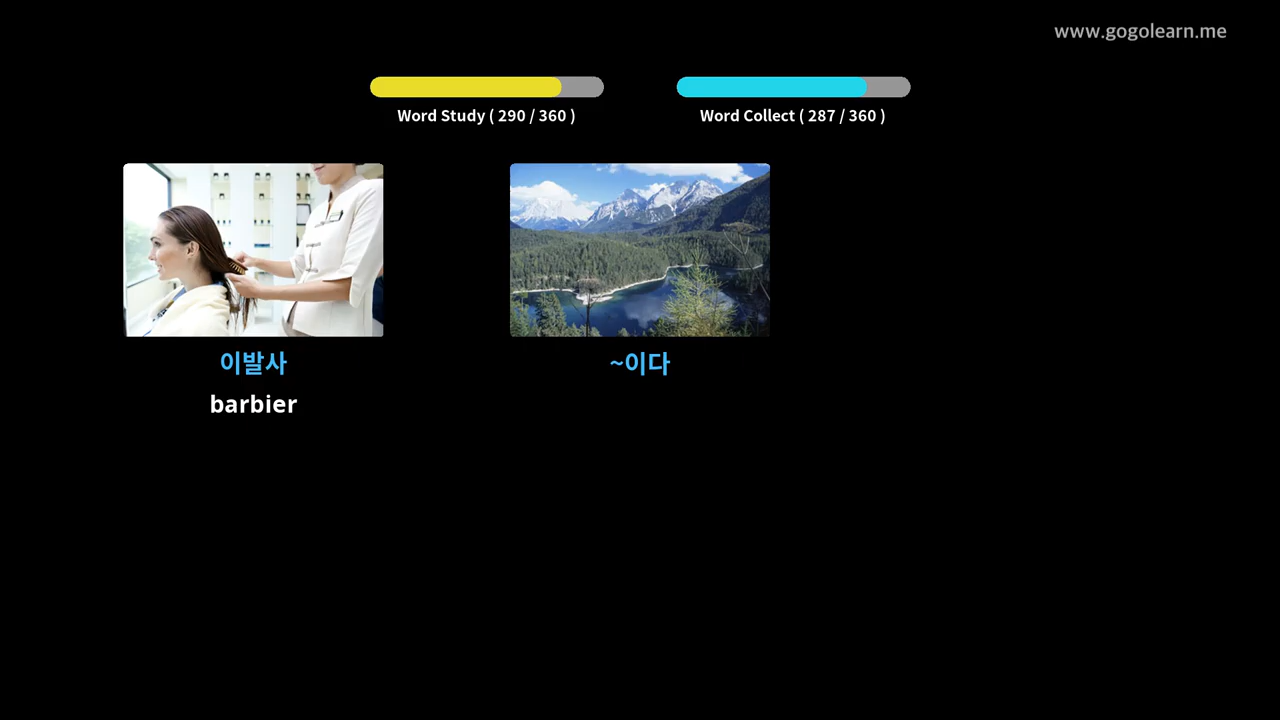 www.gogolearn.me
Word Study ( 290 / 360 )
Word Collect ( 287 / 360 )
이발사
barbier
~이다